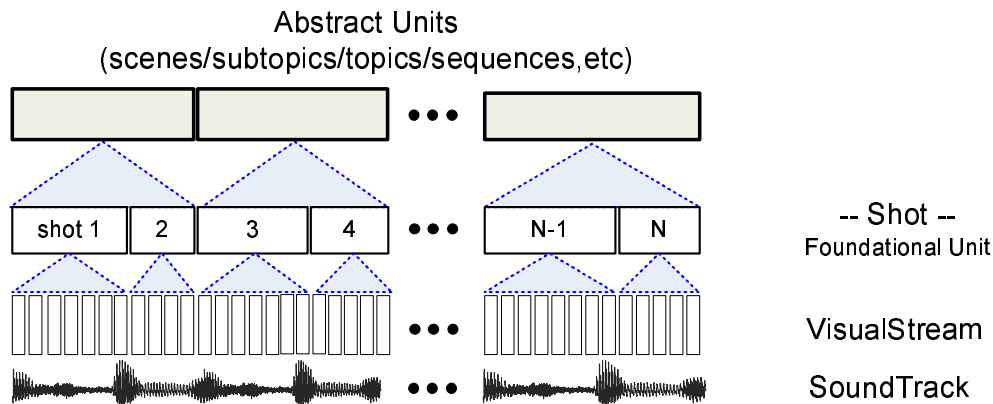 Abstract Units
(scenes/subtopics/topics/sequences,etc)
shot 1 2 3 4 N-1 N
-- Shot --
Foundational Unit
VisualStream
SoundTrack